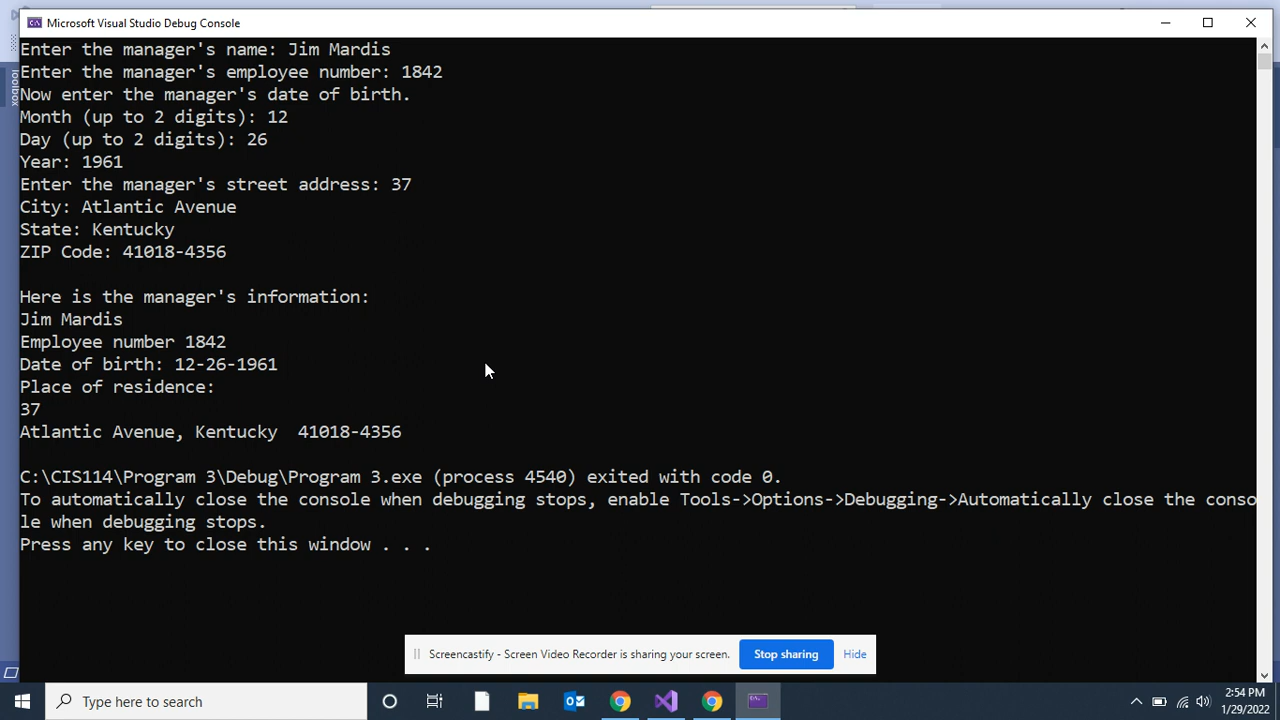 Microsoft Visual Studio Debug Console
Enter the manager's name: Jim Mardis
Enter the manager's employee number: 1842
Now enter the manager's date of birth.
Month (up to 2 digits): 12
Day (up to 2 digits): 26
Year: 1961
Enter the manager's street address: 37
City: Atlantic Avenue
State: Kentucky
ZIP Code: 41018-4356
Here is the manager's information:
Jim Mardis
Employee number 1842
Date of birth: 12-26-1961
Place of residence:
37
Atlantic Avenue, Kentucky  41018-4356
C:\CIS114\Program 3\Debug\Program 3.exe (process 4540) exited with code 0.
To automatically close the console when debugging stops, enable Tools->Options->Debugging->Automatically close the conso
le when debugging stops.
Press any key to close this window . . .
Toolbox
Screencastify - Screen Video Recorder is sharing your screen.
Stop sharing
Hide
Type here to search
2:54 PM
1/29/2022